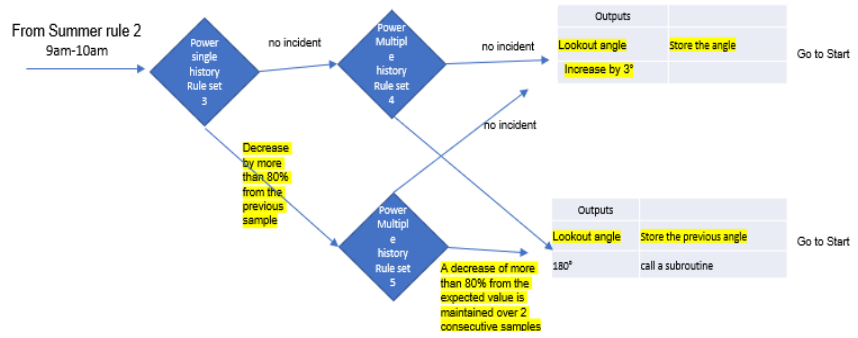 From Summer rule 2
9am-10am
Power
single
history
Rule set
3
no incident
Power
Multipl
e
history
Rule set
4
no incident
Outputs
Lookout angle
Store the angle
Increase by 3°
Go to Start
no incident
Decrease
by more
than 80%
from the
previous
sample
Power
Multipl
e
history
Rule set
5
A decrease of more
than 80% from the
expected value is
maintained over 2
consecutive samples
Outputs
Lookout angle
Store the previous angle
180°
call a subroutine
Go to Start